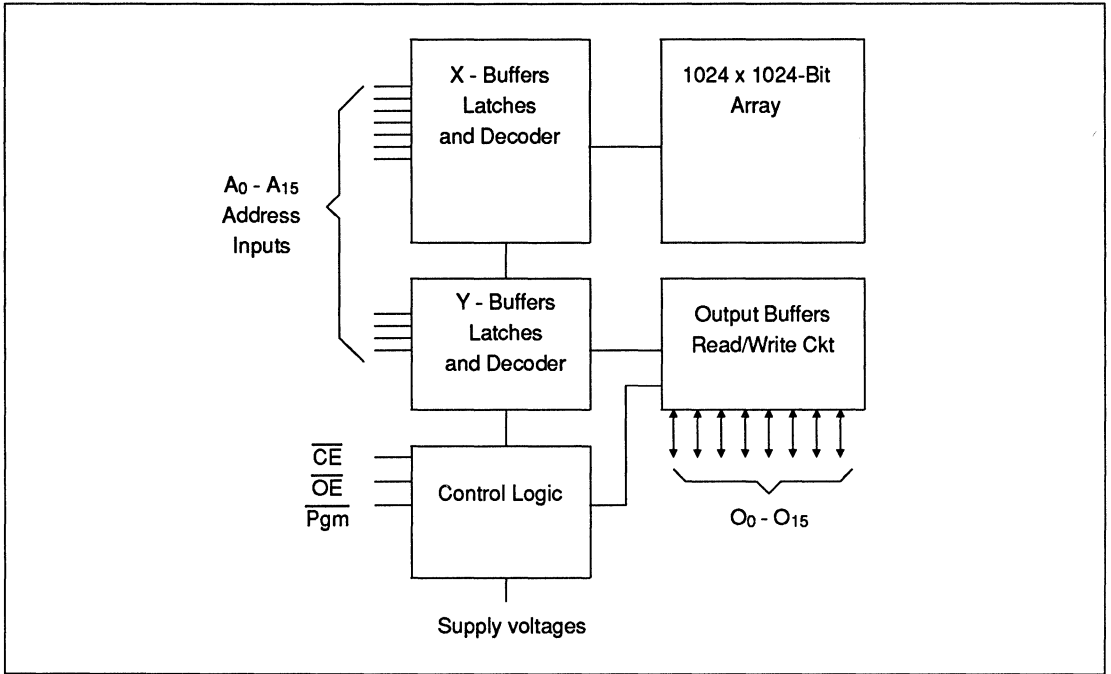 X - Buffers
Latches
and Decoder
1024 x 1024-Bit
Array
A0 - A15
Address
Inputs
Y - Buffers
Latches
and Decoder
Output Buffers
Read/Write Ckt
CE
OE
Pgm
Control Logic
O0 - O15
Supply voltages